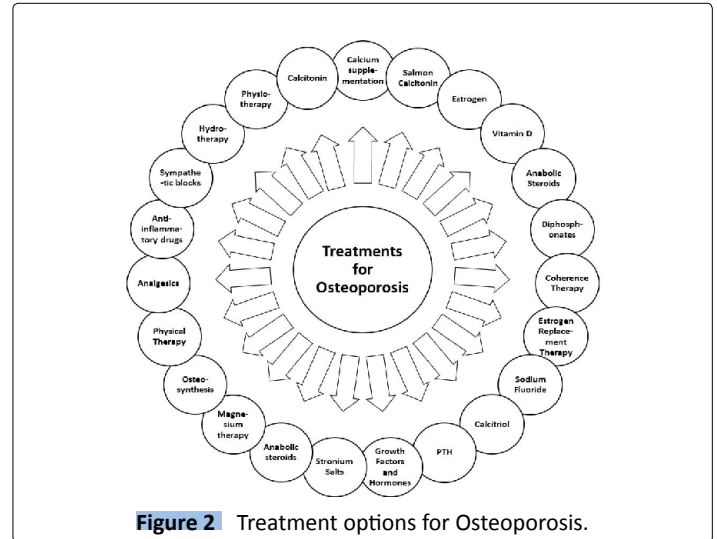 Treatments
for
Osteoporosis
Calcium
supple-
mentation
Salmon
Calcitonin
Estrogen
Vitamin D
Anabolic
Steroids
Diphosph-
onates
Coherence
Therapy
Estrogen
Replace-
ment
Therapy
Sodium
Fluoride
Calcitriol
PTH
Growth
Factors
and
Hormones
Stronium
Salts
Anabolic
steroids
Magne-
sium
therapy
Osteo-
synthesis
Physical
Therapy
Analgesics
Anti-
inflamma-
tory drugs
Sympathe
-tic blocks
Hydro-
therapy
Physio-
therapy
Calcitonin
Figure 2 Treatment options for Osteoporosis.